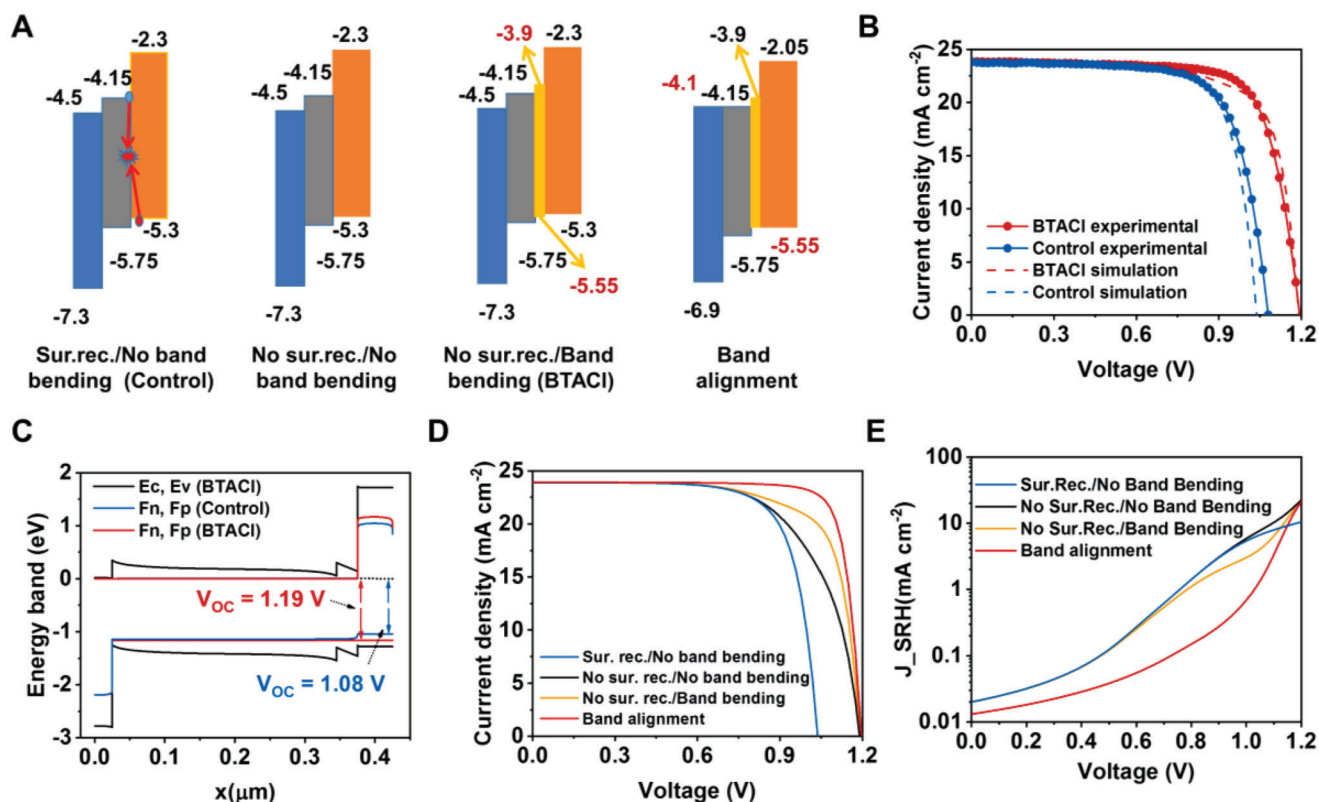 A
-2.3
-4.15
-4.5
-5.3
-5.75
-7.3
Sur.rec./No band
bending (Control)
-2.3
-4.15
-4.5
-5.3
-5.75
-7.3
No sur.rec./No
band bending
-3.9
-2.3
-4.15
-4.5
-5.3
-5.75
-5.55
-7.3
No sur.rec./Band
bending (BTACl)
-3.9
-2.05
-4.1
-4.15
-5.55
-5.75
-6.9
Band
alignment
B
Current density (mA cm-2)
25
20
15
10
5
0
BTACl experimental
Control experimental
BTACl simulation
Control simulation
0.0 0.3 0.6 0.9 1.2
Voltage (V)
C
Energy band (eV)
2
1
0
-1
-2
-3
Ec, Ev (BTACl)
Fn, Fp (Control)
Fn, Fp (BTACl)
VOC = 1.19 V
VOC = 1.08 V
0.0 0.1 0.2 0.3 0.4
x(μm)
D
Currrent density (mA cm-2)
25
20
15
10
5
0
Sur. rec./No band bending
No sur. rec./No band bending
No sur. rec./Band bending
Band alignment
0.0 0.3 0.6 0.9 1.2
Voltage (V)
E
J_SRH(mA cm-2)
100
10
1
0.1
0.01
Sur.Rec./No Band Bending
No Sur.Rec./No Band Bending
No Sur.Rec./Band Bending
Band alignment
0.0 0.2 0.4 0.6 0.8 1.0 1.2
Voltage (V)